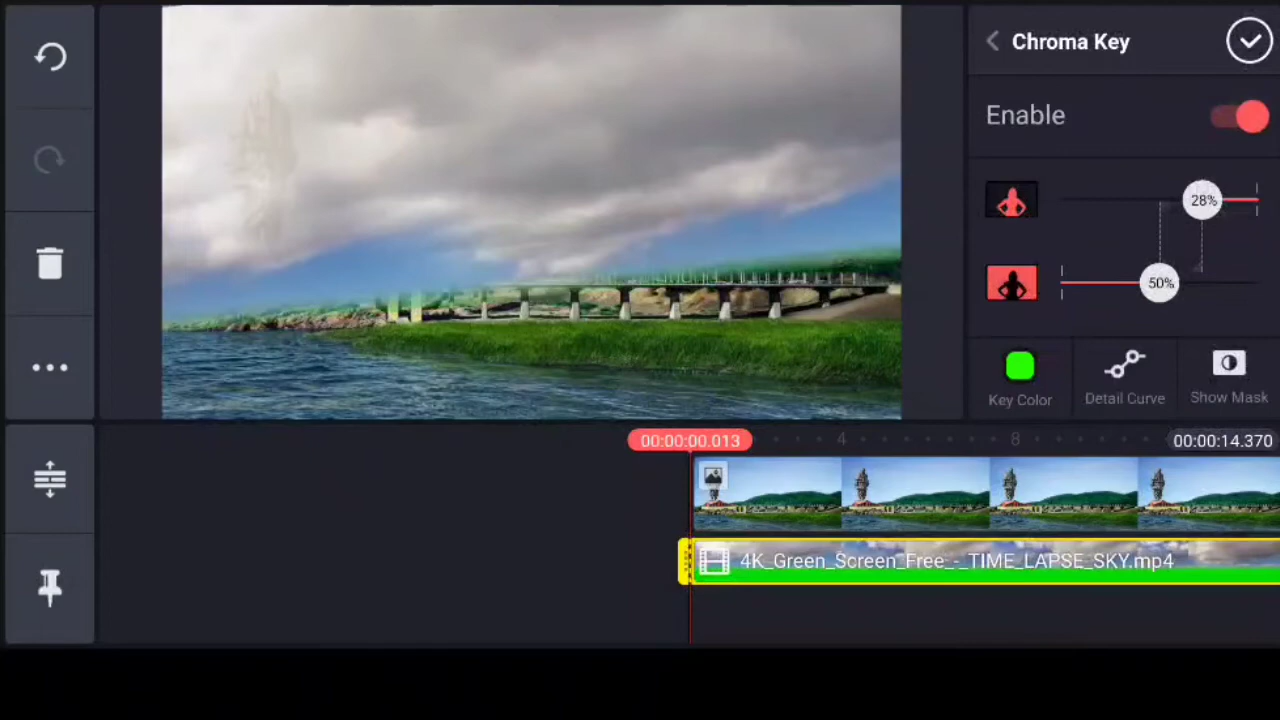 Chroma Key
Enable
28%
50%
Key Color
Detail Curve
Show Mask
00:00:00.013
4
8
00:00:14.370
4K_Green_Screen_Free_-_TIME_LAPSE_SKY.mp4